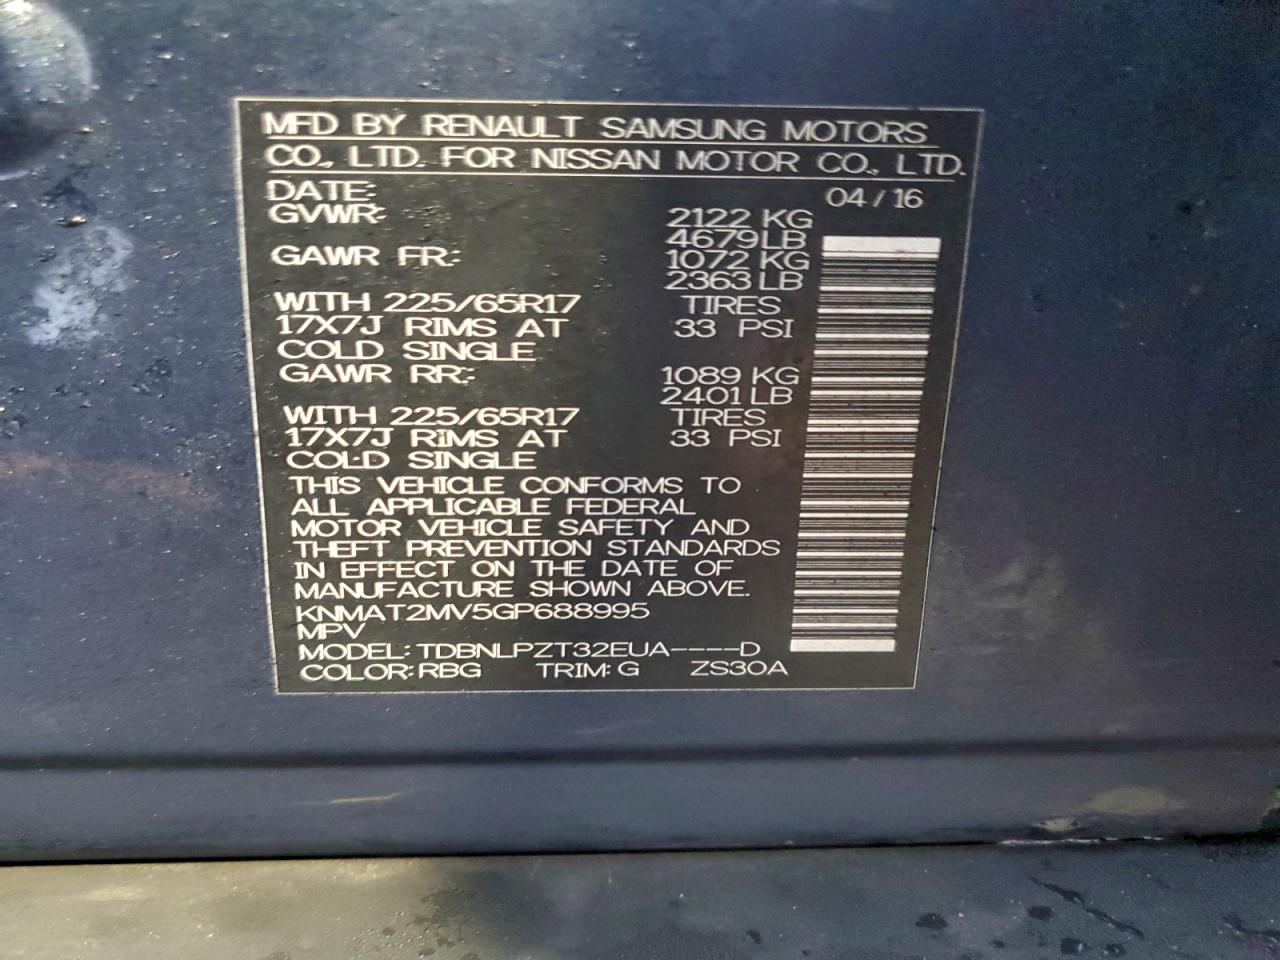 MFD BY RENAULT SAMSUNG MOTORS
CO., LTD. FOR NISSAN MOTOR CO., LTD.
DATE: 04/16
GVWR: 2122 KG
4679LB
GAWR FR: 1072 KG
2363LB
WITH 225/65R17 TIRES
17X7J RIMS AT 33 PSI
COLD SINGLE
GAWR RR: 1089 KG
2401LB
WITH 225/65R17 TIRES
17X7J RIMS AT 33 PSI
COLD SINGLE
THIS VEHICLE CONFORMS TO
ALL APPLICABLE FEDERAL
MOTOR VEHICLE SAFETY AND
THEFT PREVENTION STANDARDS
IN EFFECT ON THE DATE OF
MANUFACTURE SHOWN ABOVE.
KNMAT2MV5GP688995
MPV
MODEL:TDBNLPZT32EUA----D
COLOR:RBG TRIM:G ZS30A